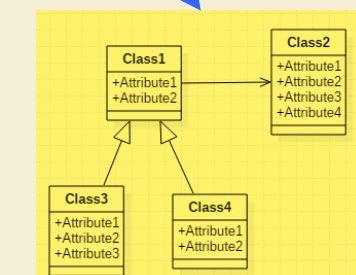 Class1
+Attribute1
+Attribute2
Class2
+Attribute1
+Attribute2
+Attribute3
+Attribute4
Class3
+Attribute1
+Attribute2
+Attribute3
Class4
+Attribute1
+Attribute2